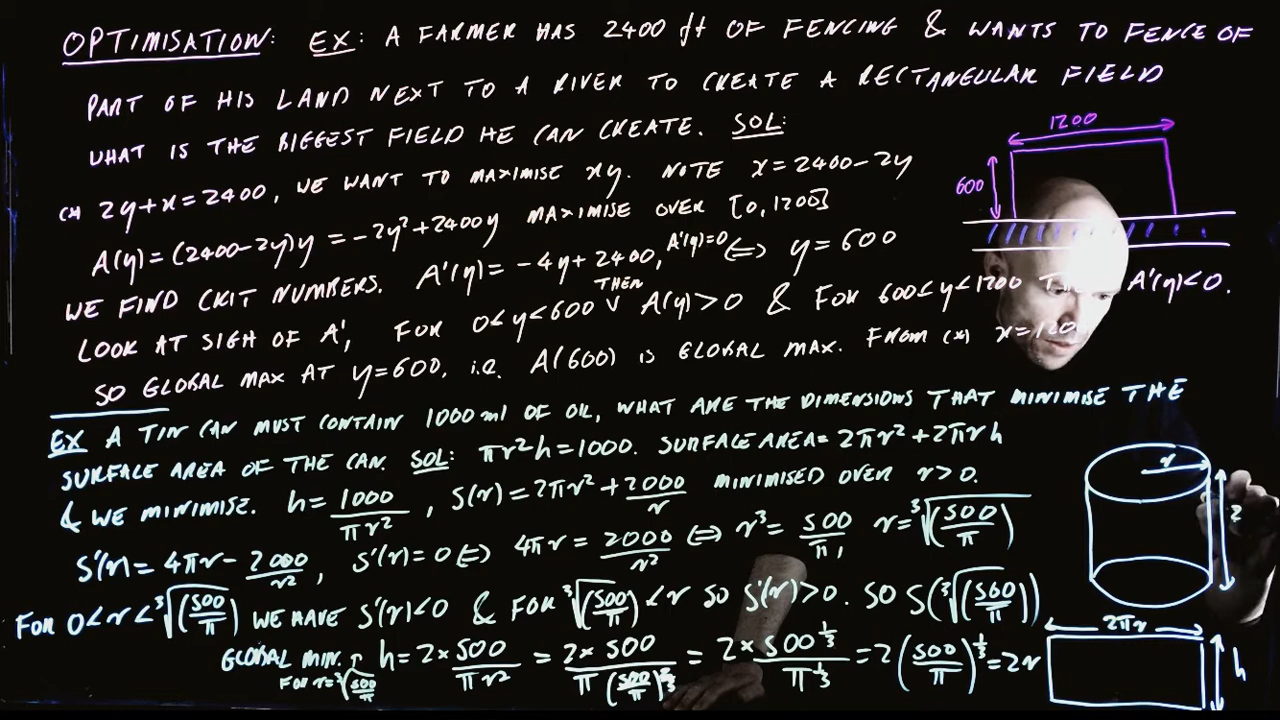 OPTIMISATION: EX: A FARMER HAS 2400 ft OF FENCING & WANTS TO FENCE OF
PART OF HIS LAND NEXT TO A RIVER TO CREATE A RECTANGULAR FIELD
WHAT IS THE BIGGEST FIELD HE CAN CREATE. SOL:
(*) 2y+x=2400, WE WANT TO MAXIMISE xy. NOTE x=2400-2y
A(y)=(2400-2y)y=-2y²+2400y MAXIMISE OVER [0,1200]
WE FIND CRIT NUMBERS. A'(y)=-4y+2400, A'(y)=0 ⇔ y=600
LOOK AT SIGN OF A', FOR 0<y<600 THEN A(y)>0 & FOR 600<y<1200 A'(y)<0.
SO GLOBAL MAX AT y=600, i.e. A(600) IS GLOBAL MAX. FROM (*) x=120
1200
600
EX A TIN CAN MUST CONTAIN 1000ml OF OIL, WHAT ARE THE DIMENSIONS THAT MINIMISE THE
SURFACE AREA OF THE CAN. SOL: πr²h=1000. SURFACE AREA=2πr²+2πrh
& WE MINIMISE. h=1000/πr², S(r)=2πr²+2000/r MINIMISED OVER r>0.
S'(r)=4πr-2000/r², S'(r)=0⇔ 4πr=2000/r² ⇔ r³=500/π, r=∛(500/π)
FOR 0<r<∛(500/π) WE HAVE S'(r)<0 & FOR ∛(500/π)<r SO S'(r)>0. SO S(∛(500/π))
GLOBAL MIN. ↑ h=2×500/πr² = 2×500/π(500/π)^⅔ = 2×500^⅓/π^⅓ =2(500/π)^⅓=2r
FOR r=∛(500/π)
r
2
2πr
h